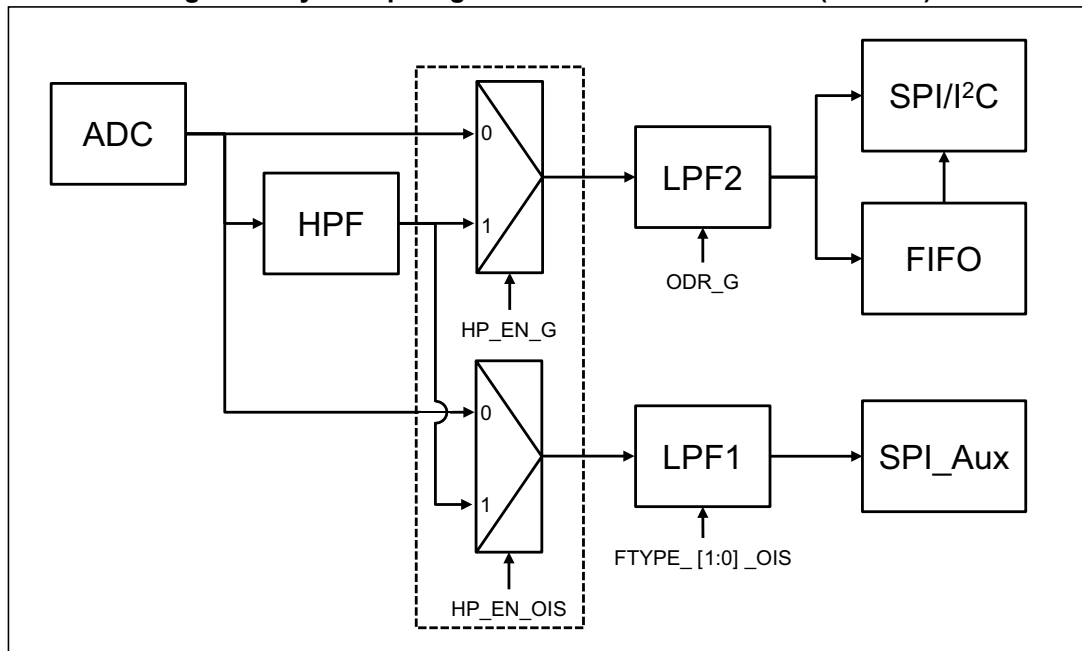 ADC
HPF
0
1
HP_EN_G
LPF2
ODR_G
SPI/I²C
FIFO
0
1
HP_EN_OIS
LPF1
FTYPE_ [1:0] _OIS
SPI_Aux